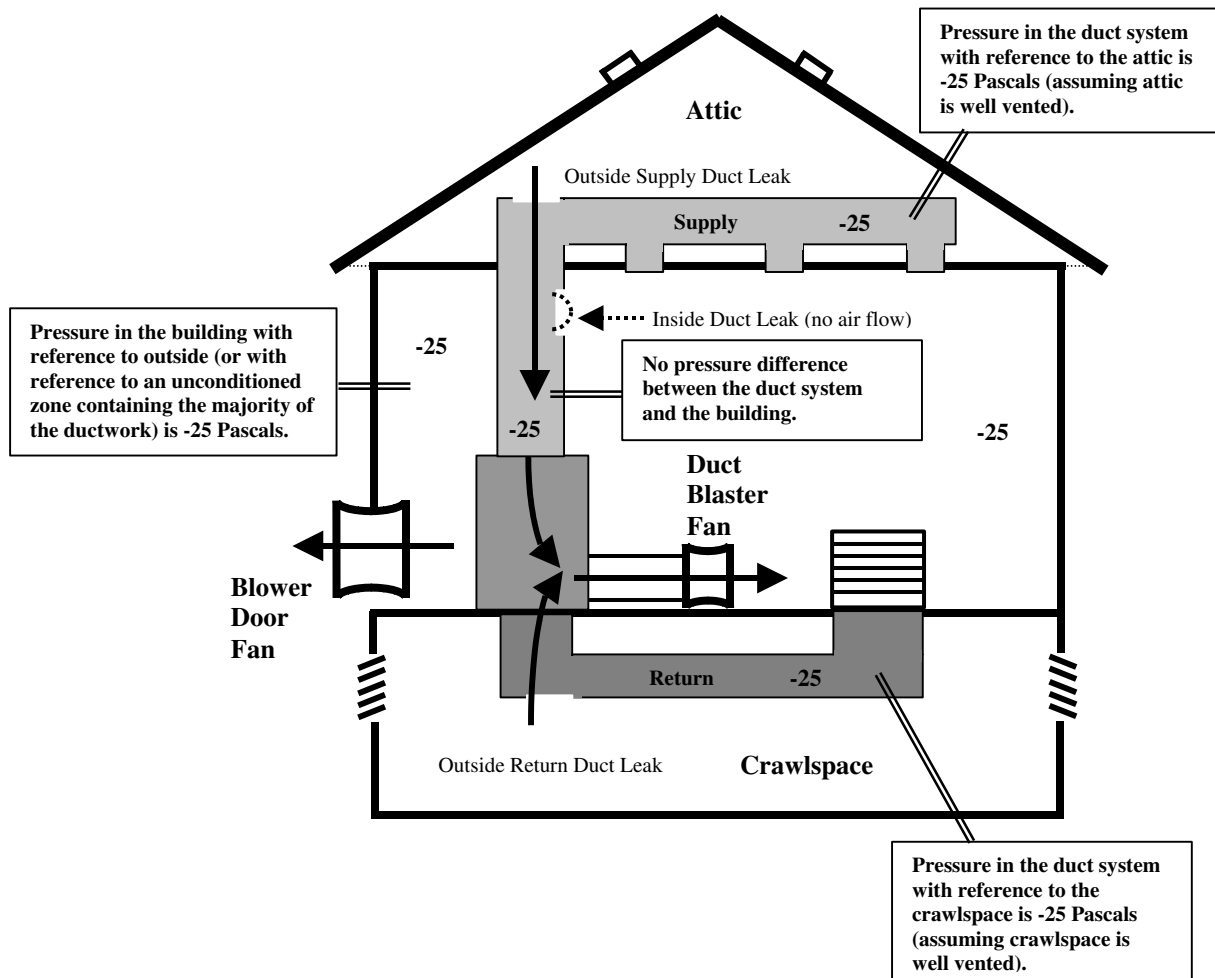 Pressure in the duct system
with reference to the attic is
-25 Pascals (assuming attic
is well vented).
Attic
Outside Supply Duct Leak
Supply
-25
Pressure in the building with
reference to outside (or with
reference to an unconditioned
zone containing the majority of
the ductwork) is -25 Pascals.
-25
Inside Duct Leak (no air flow)
No pressure difference
between the duct system
and the building.
-25
-25
Duct
Blaster
Fan
Blower
Door
Fan
Return
-25
Outside Return Duct Leak
Crawlspace
Pressure in the duct system
with reference to the
crawlspace is -25 Pascals
(assuming crawlspace is
well vented).